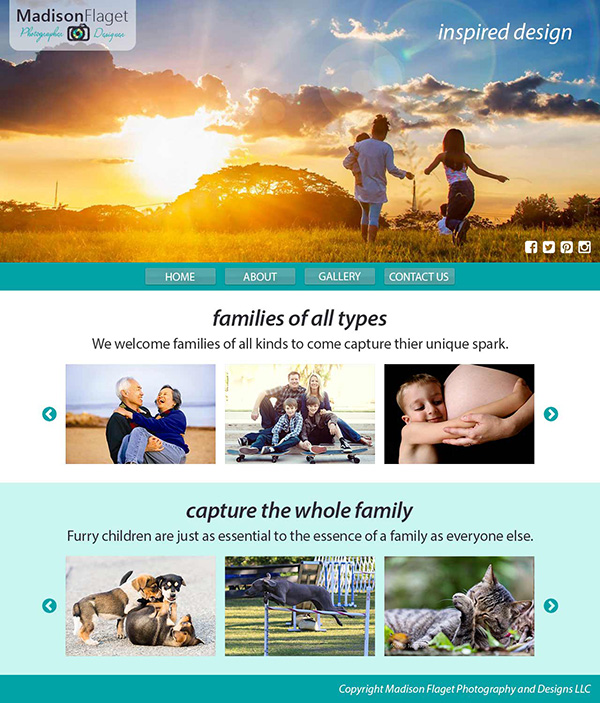 MadisonFlaget
Photographer Designer
inspired design
HOME ABOUT GALLERY CONTACT US
families of all types
We welcome families of all kinds to come capture thier unique spark.
capture the whole family
Furry children are just as essential to the essence of a family as everyone else.
Copyright Madison Flaget Photography and Designs LLC